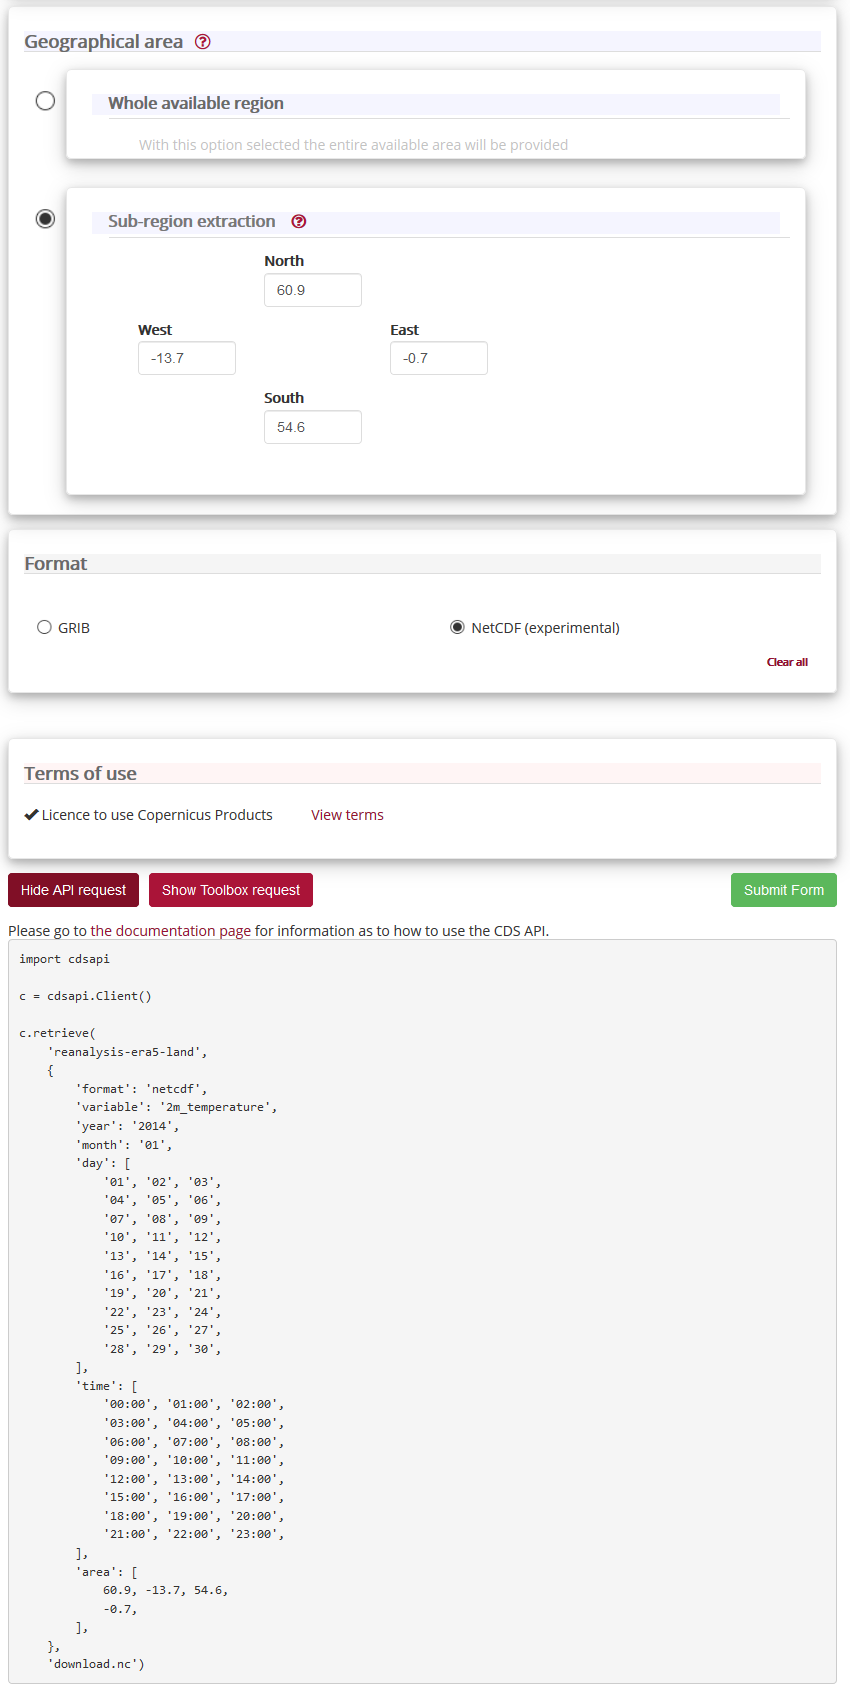 Geographical area ?
Whole available region
With this option selected the entire available area will be provided
Sub-region extraction ?
North
60.9
West East
-13.7 -0.7
South
54.6
Format
GRIB NetCDF (experimental)
Clear all
Terms of use
Licence to use Copernicus Products View terms
Hide API request Show Toolbox request Submit Form
Please go to the documentation page for information as to how to use the CDS API.
import cdsapi
c = cdsapi.Client()
c.retrieve(
    'reanalysis-era5-land',
    {
        'format': 'netcdf',
        'variable': '2m_temperature',
        'year': '2014',
        'month': '01',
        'day': [
            '01', '02', '03',
            '04', '05', '06',
            '07', '08', '09',
            '10', '11', '12',
            '13', '14', '15',
            '16', '17', '18',
            '19', '20', '21',
            '22', '23', '24',
            '25', '26', '27',
            '28', '29', '30',
        ],
        'time': [
            '00:00', '01:00', '02:00',
            '03:00', '04:00', '05:00',
            '06:00', '07:00', '08:00',
            '09:00', '10:00', '11:00',
            '12:00', '13:00', '14:00',
            '15:00', '16:00', '17:00',
            '18:00', '19:00', '20:00',
            '21:00', '22:00', '23:00',
        ],
        'area': [
            60.9, -13.7, 54.6,
            -0.7,
        ],
    },
    'download.nc')